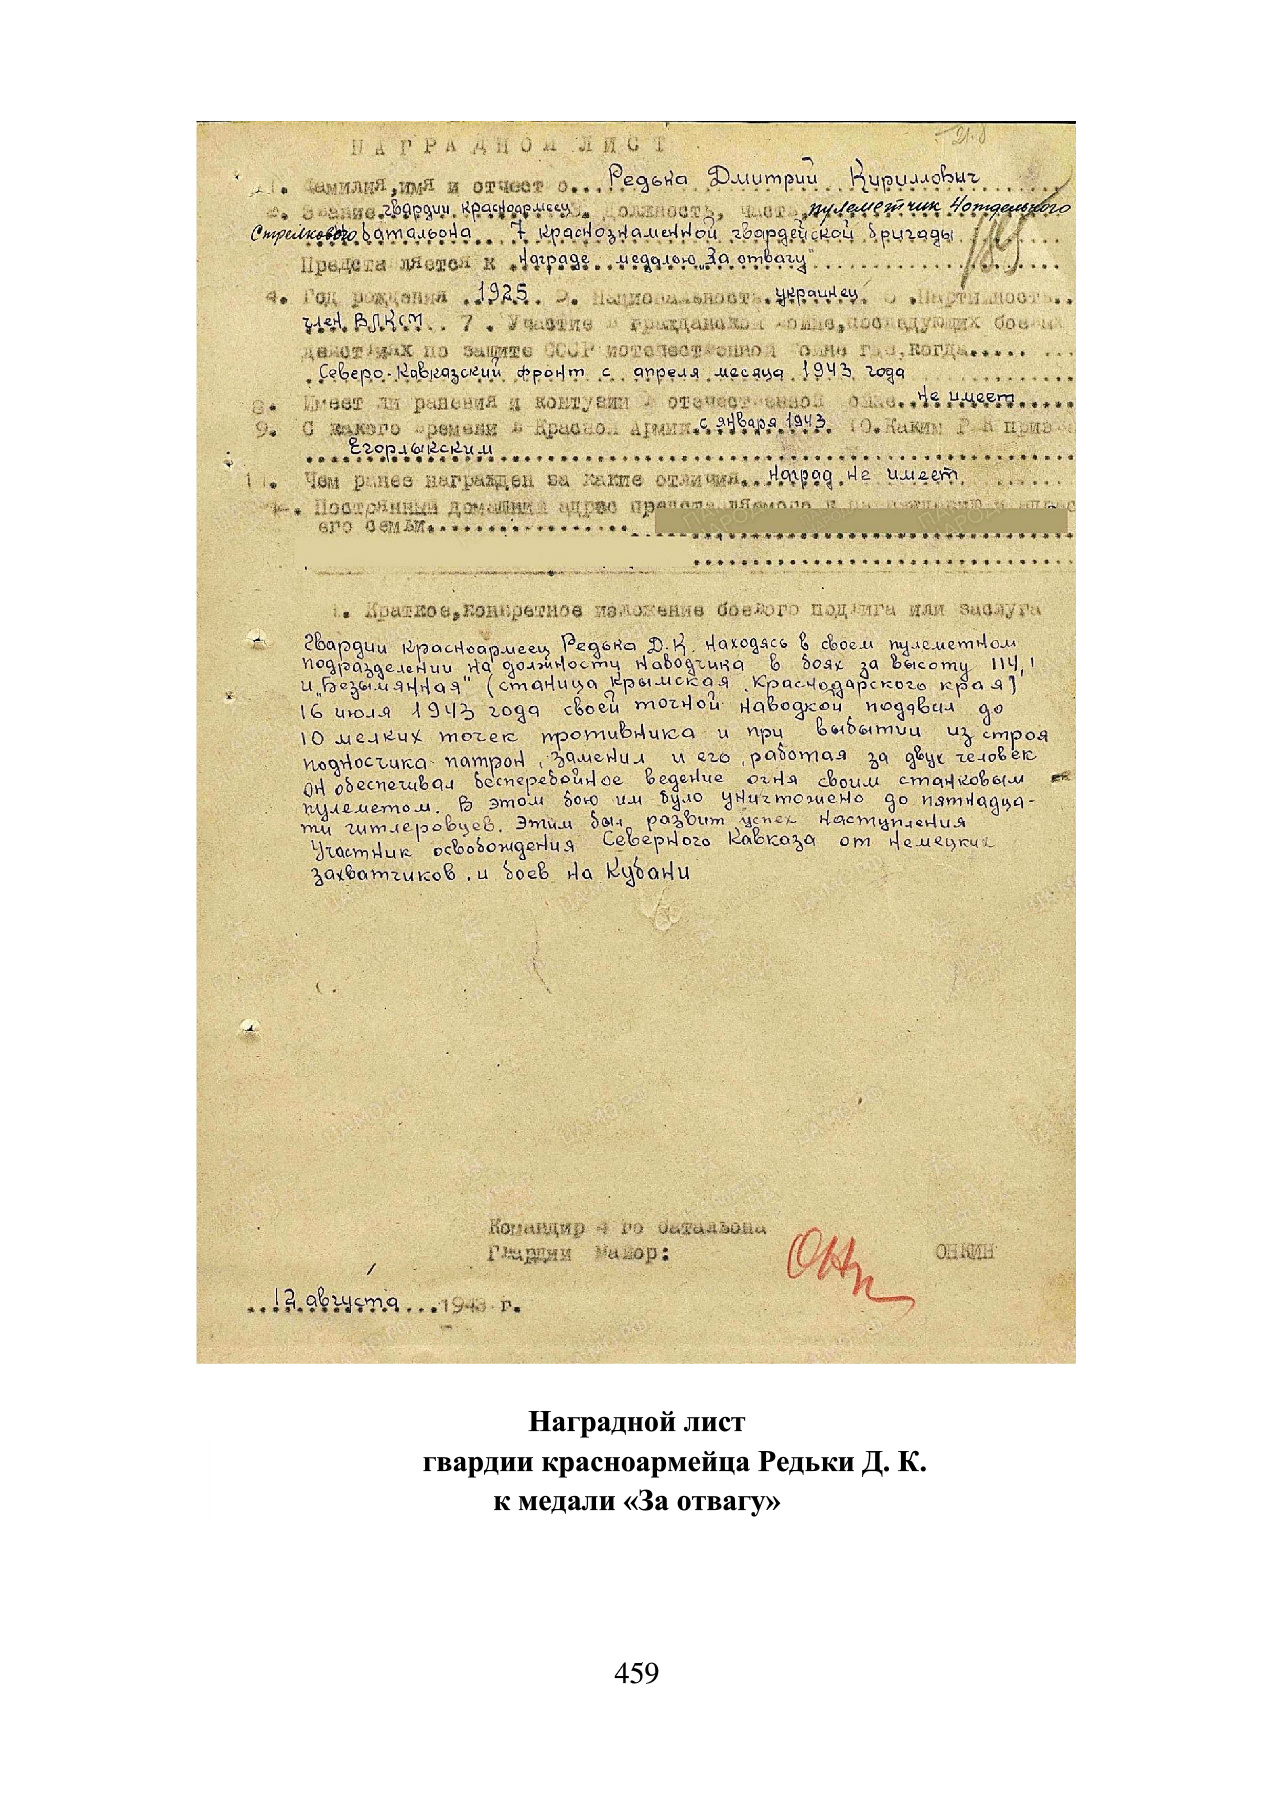 НАГРАДНОЙ ЛИСТ
1. Фамилия, имя и отчество... Редька Дмитрий Кириллович
2. Звание. гвардии красноармеец 3. Должность, часть. пулеметчик 4 отдельного
Стрелкового батальона 7 краснознаменной гвардейской бригады
Представляется к награде медалью „За отвагу"
4. Год рождения 1925. 5. Национальность украинец 6. Партийность..
член ВЛКСМ.. 7. Участие в гражданской войне, последующих боевых
действиях по защите СССР и отечественной войне где, когда.....
Северо-Кавказский фронт с апреля месяца 1943 года
8. Имеет ли ранения и контузии в отечественной войне.. не имеет
9. С какого времени в Красной Армии. с января 1943. 10. Каким РВК призван
Егорлыкским
11. Чем ранее награжден за какие отличия... наград не имеет.
Постоянный домашний адрес
его семьи
1. Краткое, конкретное изложение боевого подвига или заслуга
Гвардии красноармеец Редька Д.К. находясь в своем пулеметном
подразделении на должности наводчика в боях за высоту 114,1
и „Безымянная" (станица Крымская, Краснодарского края)
16 июля 1943 года своей точной наводкой подавил до
10 мелких точек противника и при выбытии из строя
подносчика патрон, заменил и его, работая за двух человек
он обеспечивал бесперебойное ведение огня своим станковым
пулеметом. В этом бою им було уничтожено до пятнадца-
ти гитлеровцев. Этим был развит успех наступления
Участник освобождения Северного Кавказа от немецких
захватчиков, и боев на Кубани
Командир 4 го батальона
Гвардии Майор: ОНКИН
12 августа 1943 г.
Наградной лист
гвардии красноармейца Редьки Д. К.
к медали «За отвагу»
459